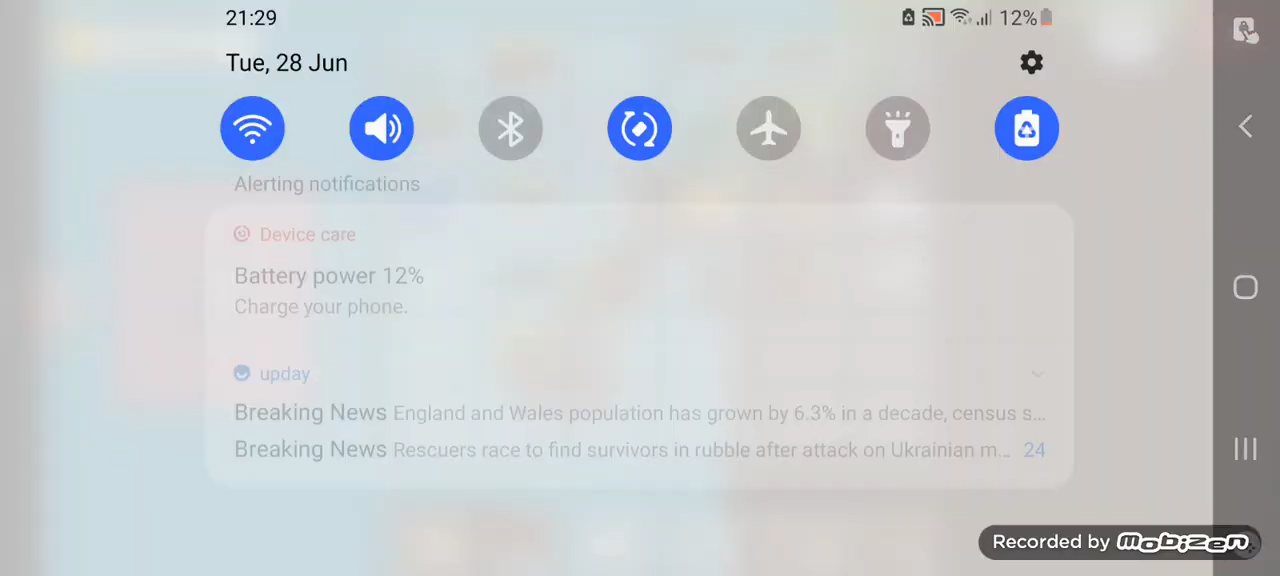 21:29
12%
Tue, 28 Jun
Alerting notifications
Device care
Battery power 12%
Charge your phone.
upday
Breaking News England and Wales population has grown by 6.3% in a decade, census s...
Breaking News Rescuers race to find survivors in rubble after attack on Ukrainian m... 24
Recorded by Mobizen